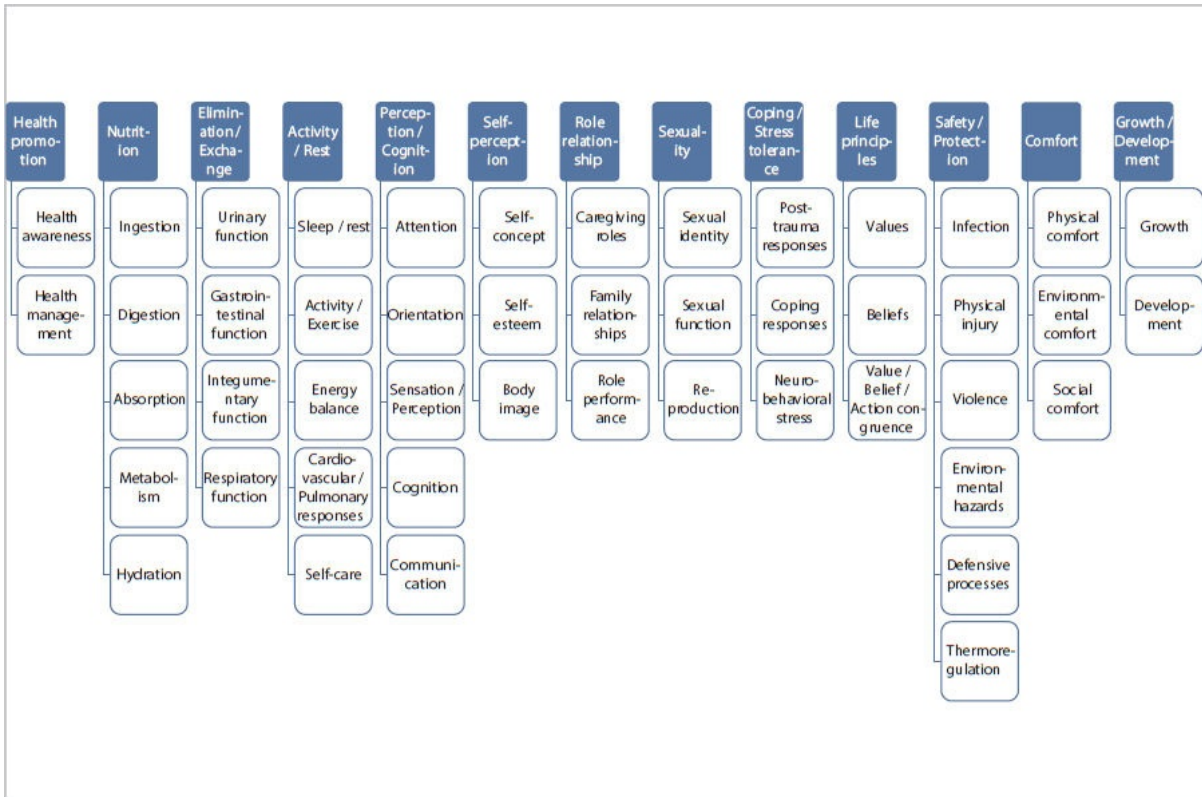 Health
promotion
Health
awareness
Health
manage-
ment
Nutrit-
ion
Ingestion
Digestion
Absorption
Metabol-
ism
Hydration
Elimin-
ation /
Exchange
Urinary
function
Gastroin-
testinal
function
Integume-
ntary
function
Respiratory
function
Activity
/ Rest
Sleep / rest
Activity /
Exercise
Energy
balance
Cardio-
vascular /
Pulmonary
responses
Self-care
Percep-
tion /
Cognit-
ion
Attention
Orientation
Sensation /
Perception
Cognition
Communi-
cation
Self-
percept-
ion
Self-
concept
Self-
esteem
Body
image
Role
relation-
ship
Caregiving
roles
Family
relation-
ships
Role
perform-
ance
Sexual-
ity
Sexual
identity
Sexual
function
Re-
production
Coping /
Stress
tolera-
nce
Post-
trauma
responses
Coping
responses
Neuro-
behavioral
stress
Life
princip-
les
Values
Beliefs
Value /
Belief /
Action con-
gruence
Safety /
Protect-
ion
Infection
Physical
injury
Violence
Environ-
mental
hazards
Defensive
processes
Thermore-
gulation
Comfort
Physical
comfort
Environm-
ental
comfort
Social
comfort
Growth /
Develop-
ment
Growth
Develop-
ment